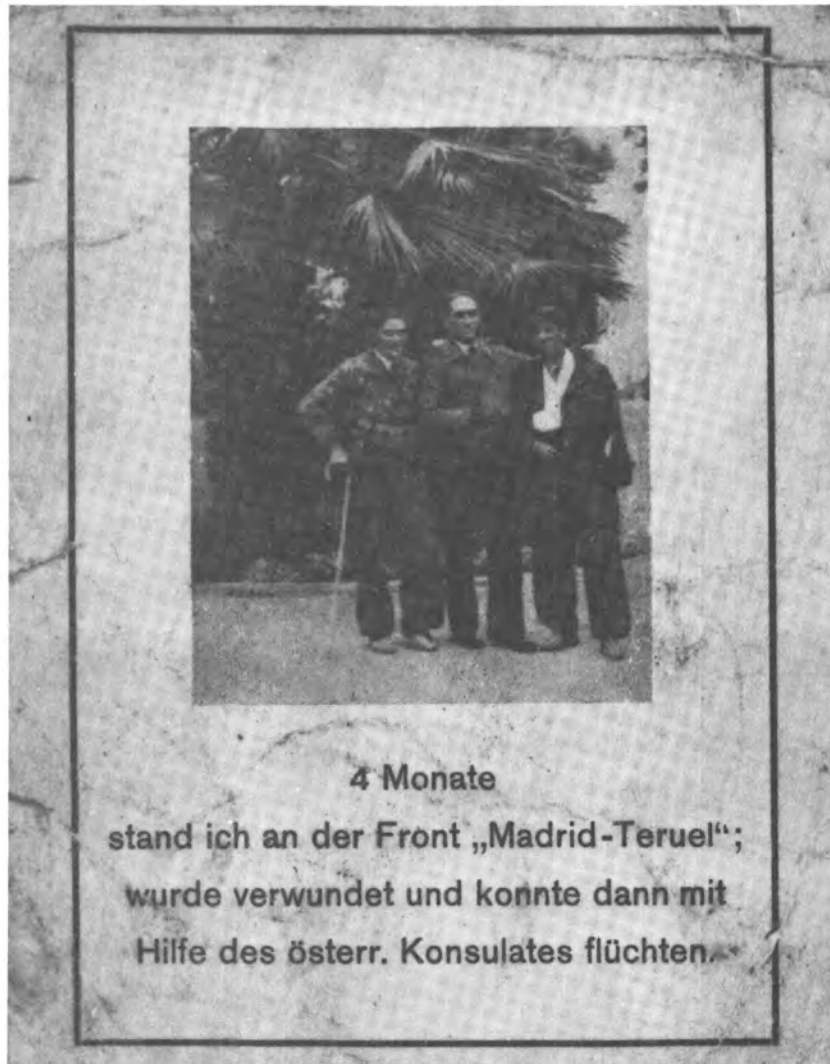 4 Monate
stand ich an der Front „Madrid-Teruel“;
wurde verwundet und konnte dann mit
Hilfe des österr. Konsulates flüchten.